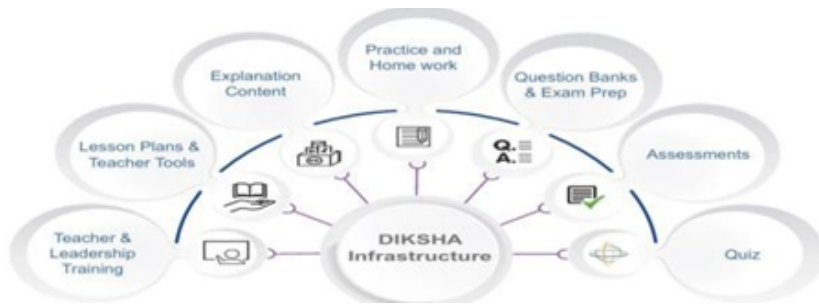 Practice and
Home work
Explanation
Content
Question Banks
& Exam Prep
Lesson Plans &
Teacher Tools
Q.
A.
Assessments
Teacher &
Leadership
Training
DIKSHA
Infrastructure
Quiz